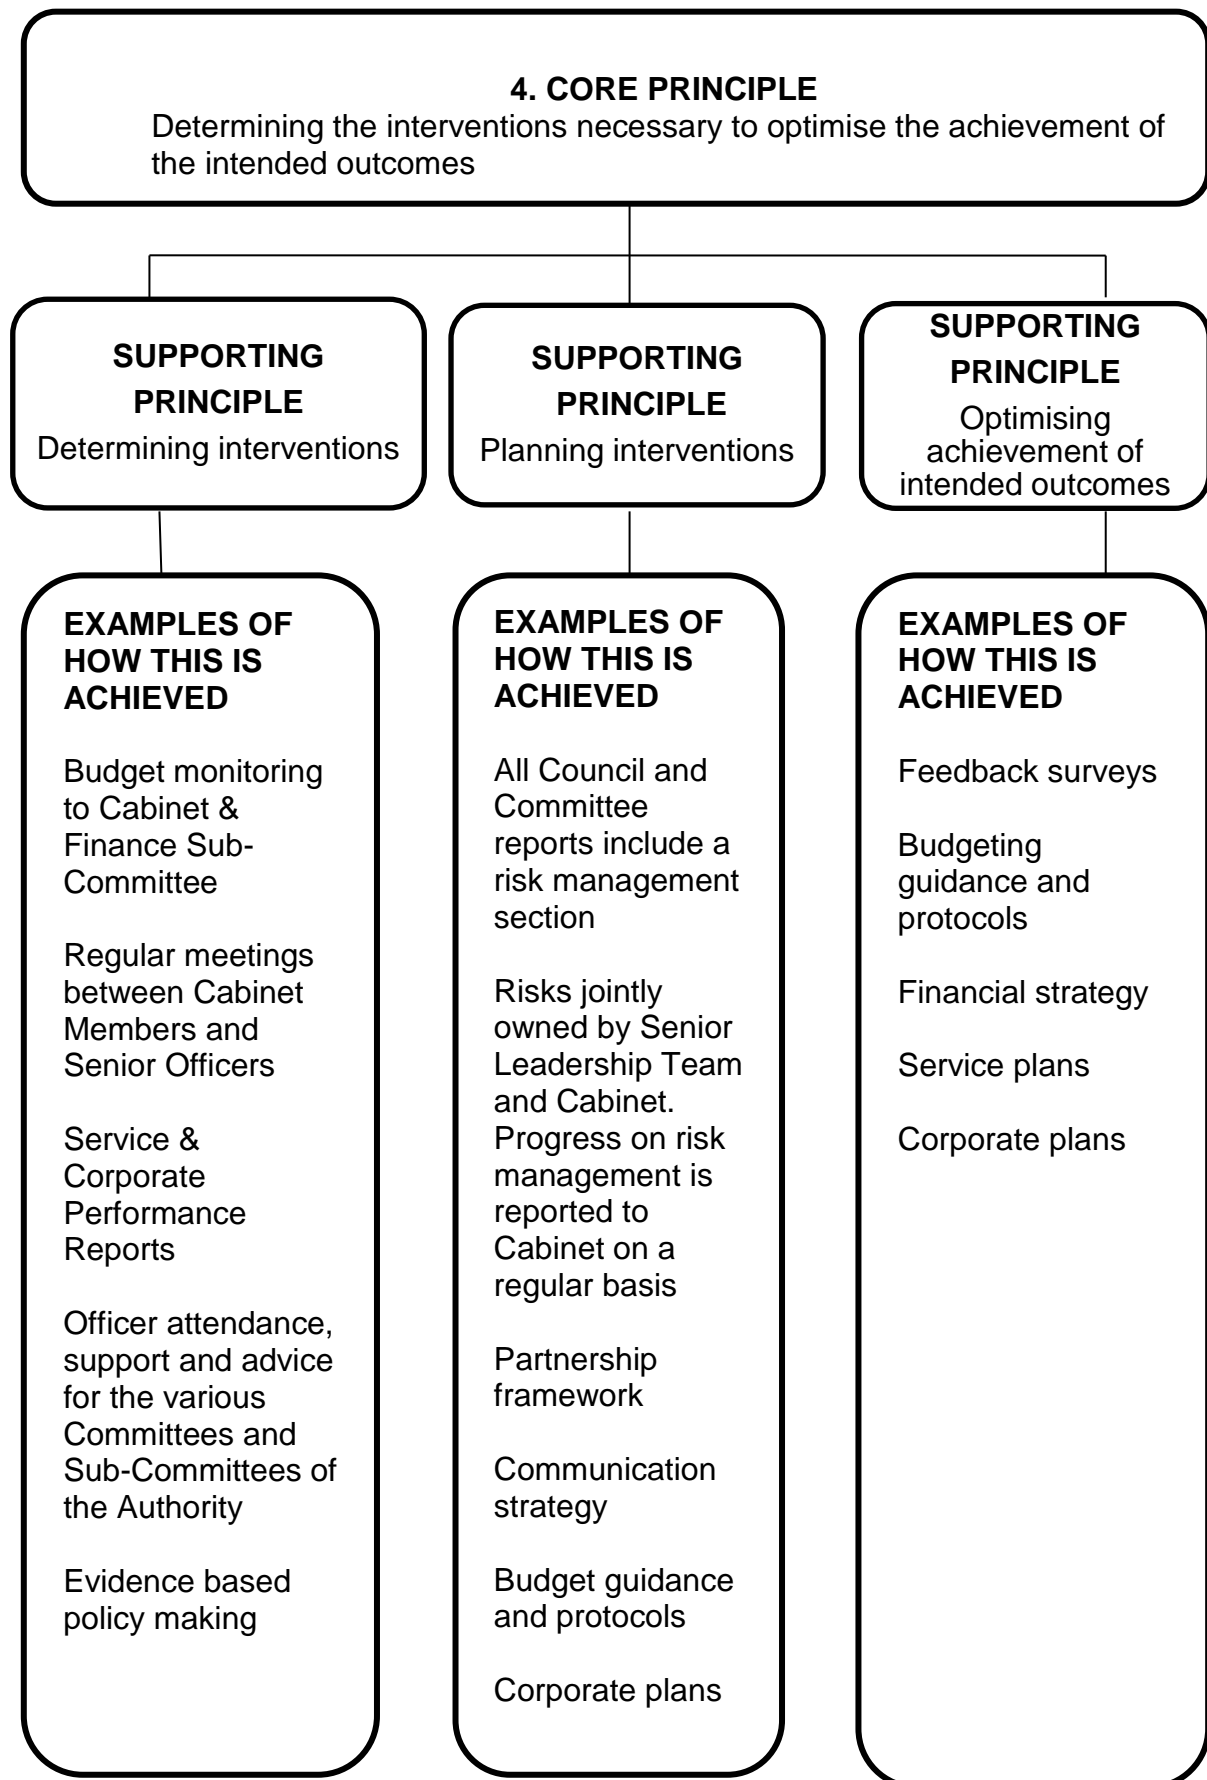 4. CORE PRINCIPLE
Determining the interventions necessary to optimise the achievement of
the intended outcomes
SUPPORTING
PRINCIPLE
Determining interventions
SUPPORTING
PRINCIPLE
Planning interventions
SUPPORTING
PRINCIPLE
Optimising
achievement of
intended outcomes
EXAMPLES OF
HOW THIS IS
ACHIEVED
Budget monitoring
to Cabinet &
Finance Sub-
Committee
Regular meetings
between Cabinet
Members and
Senior Officers
Service &
Corporate
Performance
Reports
Officer attendance,
support and advice
for the various
Committees and
Sub-Committees of
the Authority
Evidence based
policy making
EXAMPLES OF
HOW THIS IS
ACHIEVED
All Council and
Committee
reports include a
risk management
section
Risks jointly
owned by Senior
Leadership Team
and Cabinet.
Progress on risk
management is
reported to
Cabinet on a
regular basis
Partnership
framework
Communication
strategy
Budget guidance
and protocols
Corporate plans
EXAMPLES OF
HOW THIS IS
ACHIEVED
Feedback surveys
Budgeting
guidance and
protocols
Financial strategy
Service plans
Corporate plans